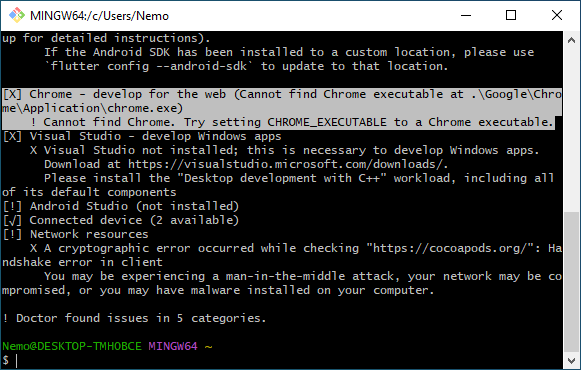 MINGW64:/c/Users/Nemo
up for detailed instructions).
If the Android SDK has been installed to a custom location, please use
`flutter config --android-sdk` to update to that location.
[X] Chrome - develop for the web (Cannot find Chrome executable at .\Google\Chro
me\Application\chrome.exe)
! Cannot find Chrome. Try setting CHROME_EXECUTABLE to a Chrome executable.
[X] Visual Studio - develop Windows apps
X Visual Studio not installed; this is necessary to develop Windows apps.
Download at https://visualstudio.microsoft.com/downloads/.
Please install the "Desktop development with C++" workload, including all
of its default components
[!] Android Studio (not installed)
[√] Connected device (2 available)
[!] Network resources
X A cryptographic error occurred while checking "https://cocoapods.org/": Ha
ndshake error in client
You may be experiencing a man-in-the-middle attack, your network may be co
mpromised, or you may have malware installed on your computer.
! Doctor found issues in 5 categories.
Nemo@DESKTOP-TMHOBCE MINGW64 ~
$